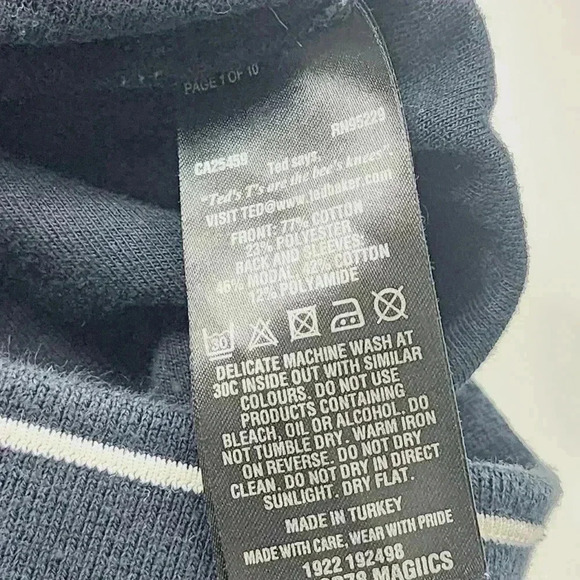 PAGE 1 OF 10
CA25459 RN95229
Ted says,
"Ted's T's are the bee's knees".
VISIT TED@www.tedbaker.com
FRONT: 77% COTTON
23% POLYESTER
BACK AND SLEEVES:
46% MODAL 42% COTTON
12% POLYAMIDE
30
DELICATE MACHINE WASH AT
30C INSIDE OUT WITH SIMILAR
COLOURS. DO NOT USE
PRODUCTS CONTAINING
BLEACH, OIL OR ALCOHOL. DO
NOT TUMBLE DRY. WARM IRON
ON REVERSE. DO NOT DRY
CLEAN. DO NOT DRY IN DIRECT
SUNLIGHT. DRY FLAT.
MADE IN TURKEY
MADE WITH CARE, WEAR WITH PRIDE
1922 192498
MAGIICS